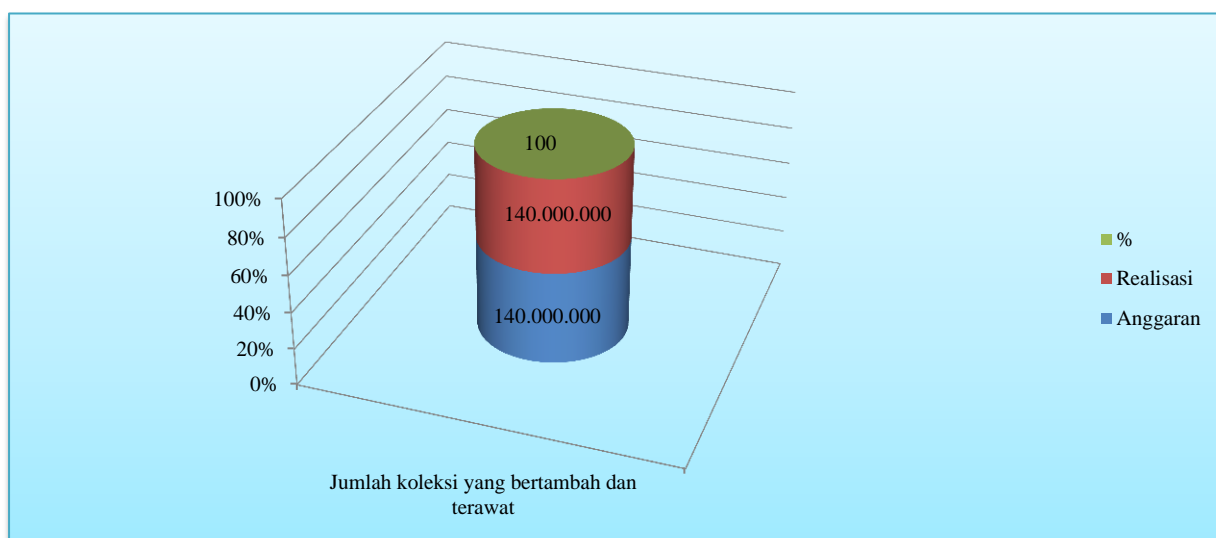 100
140.000.000
140.000.000
100%
80%
60%
40%
20%
0%
Jumlah koleksi yang bertambah dan
terawat
%
Realisasi
Anggaran